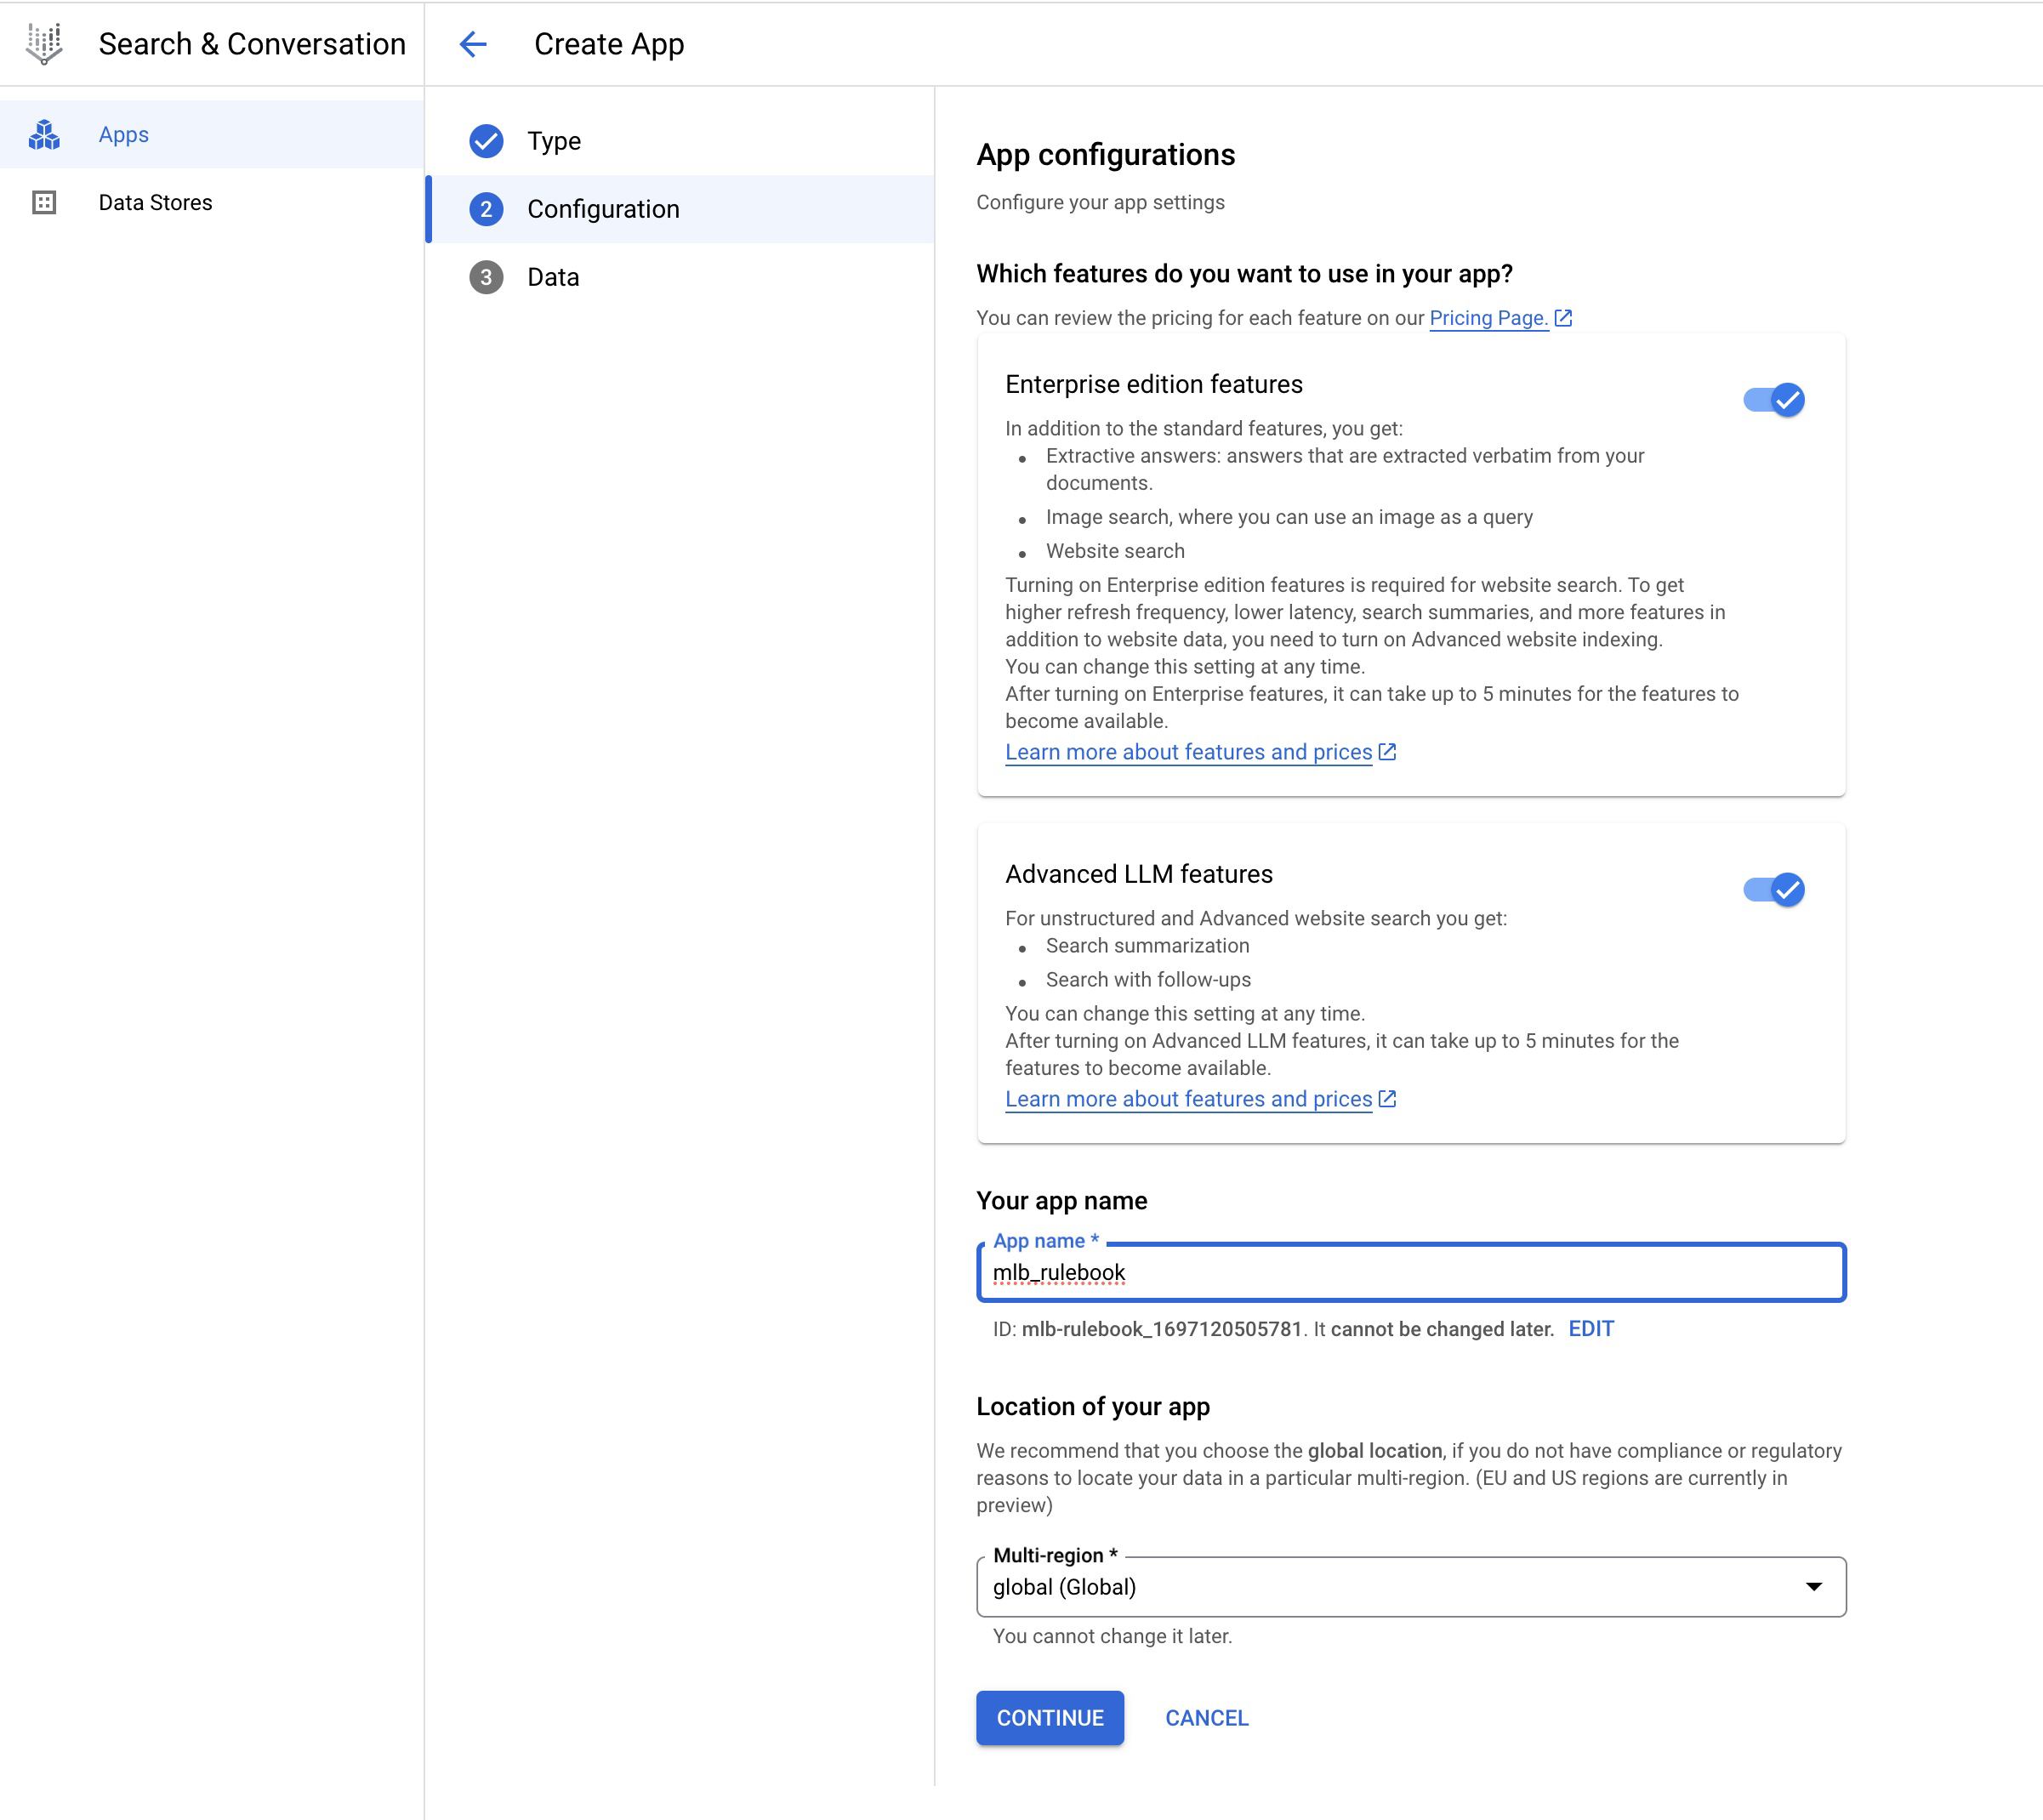 Search & Conversation
Create App
Apps
Data Stores
Type
2
Configuration
3
Data
App configurations
Configure your app settings
Which features do you want to use in your app?
You can review the pricing for each feature on our Pricing Page.
Enterprise edition features
In addition to the standard features, you get:
Extractive answers: answers that are extracted verbatim from your
documents.
Image search, where you can use an image as a query
Website search
Turning on Enterprise edition features is required for website search. To get
higher refresh frequency, lower latency, search summaries, and more features in
addition to website data, you need to turn on Advanced website indexing.
You can change this setting at any time.
After turning on Enterprise features, it can take up to 5 minutes for the features to
become available.
Learn more about features and prices
Advanced LLM features
For unstructured and Advanced website search you get:
Search summarization
Search with follow-ups
You can change this setting at any time.
After turning on Advanced LLM features, it can take up to 5 minutes for the
features to become available.
Learn more about features and prices
Your app name
App name *
mlb_rulebook
ID: mlb-rulebook_1697120505781. It cannot be changed later. EDIT
Location of your app
We recommend that you choose the global location, if you do not have compliance or regulatory
reasons to locate your data in a particular multi-region. (EU and US regions are currently in
preview)
Multi-region *
global (Global)
You cannot change it later.
CONTINUE
CANCEL